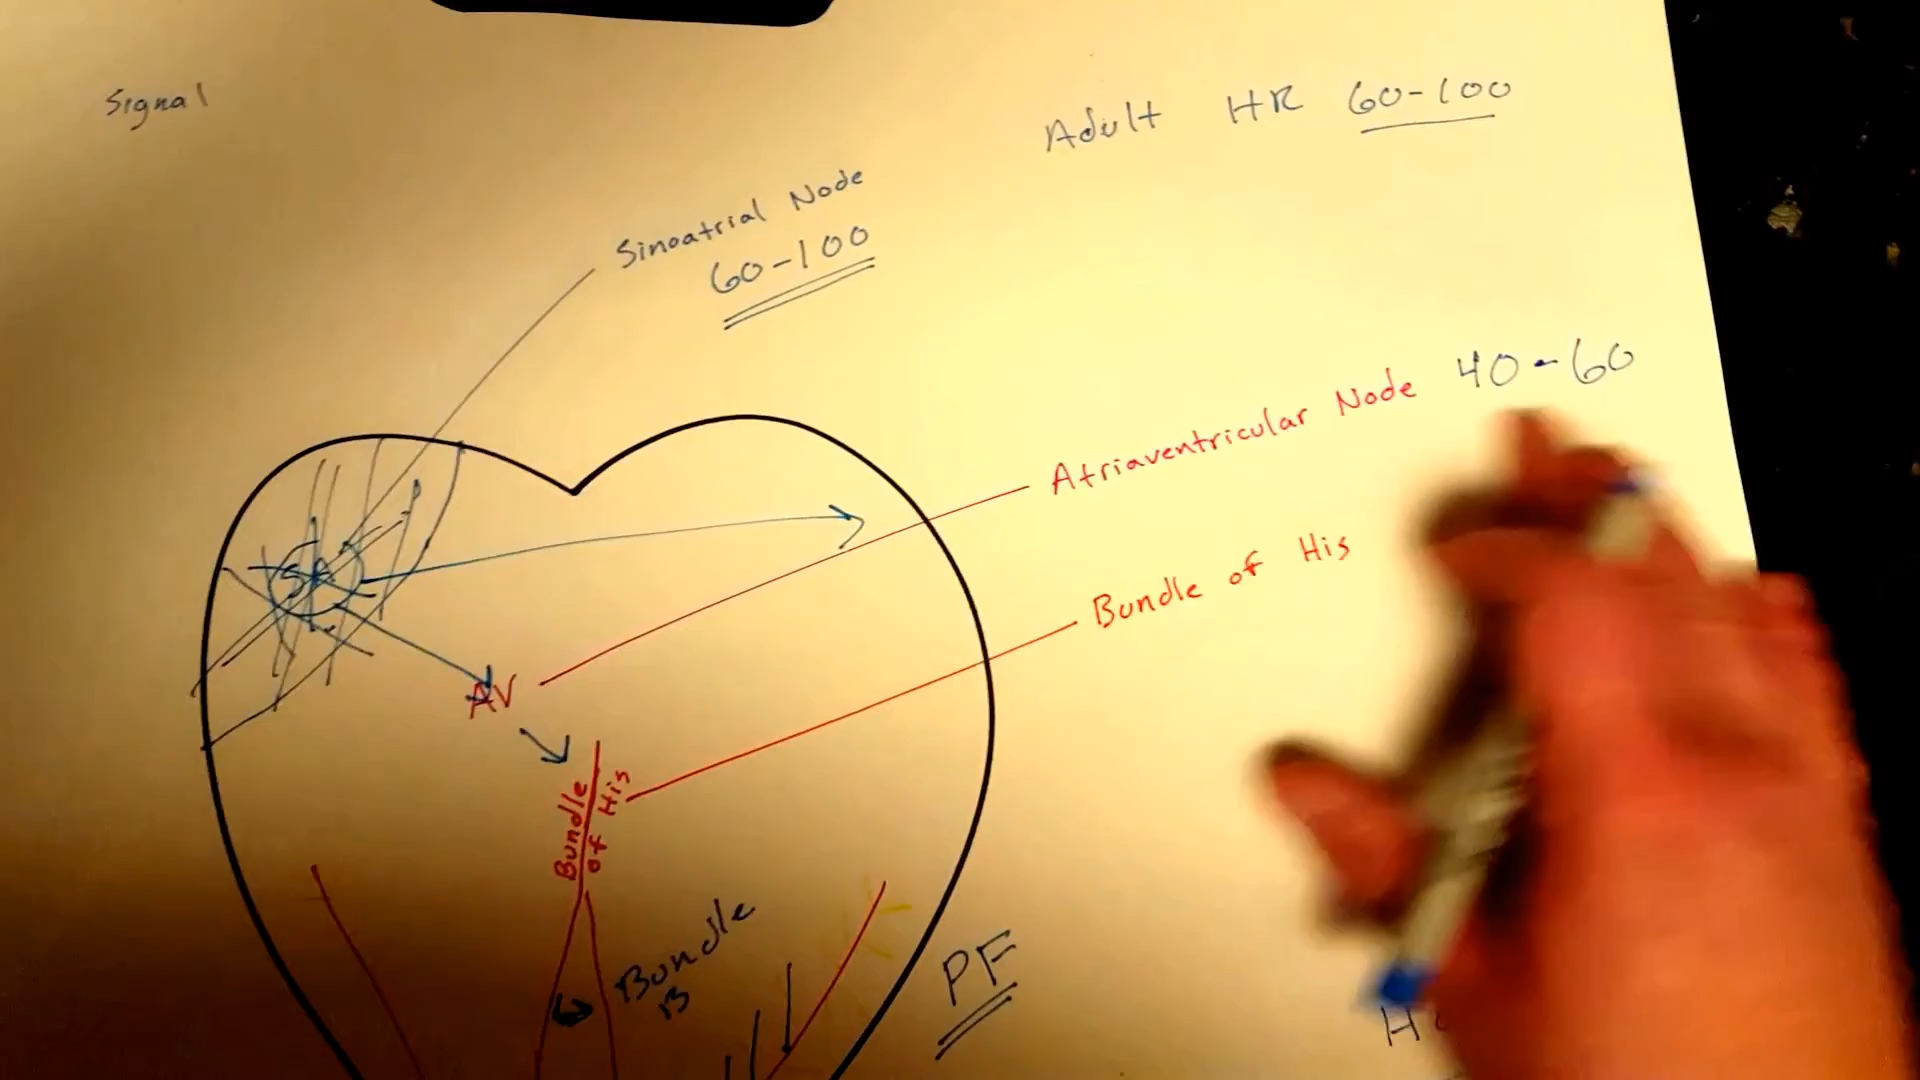 Signal
Adult HR 60-100
Sinoatrial Node
60-100
Atriaventricular Node 40-60
Bundle of His
SA
AV
Bundle
of His
Bundle
B
PF